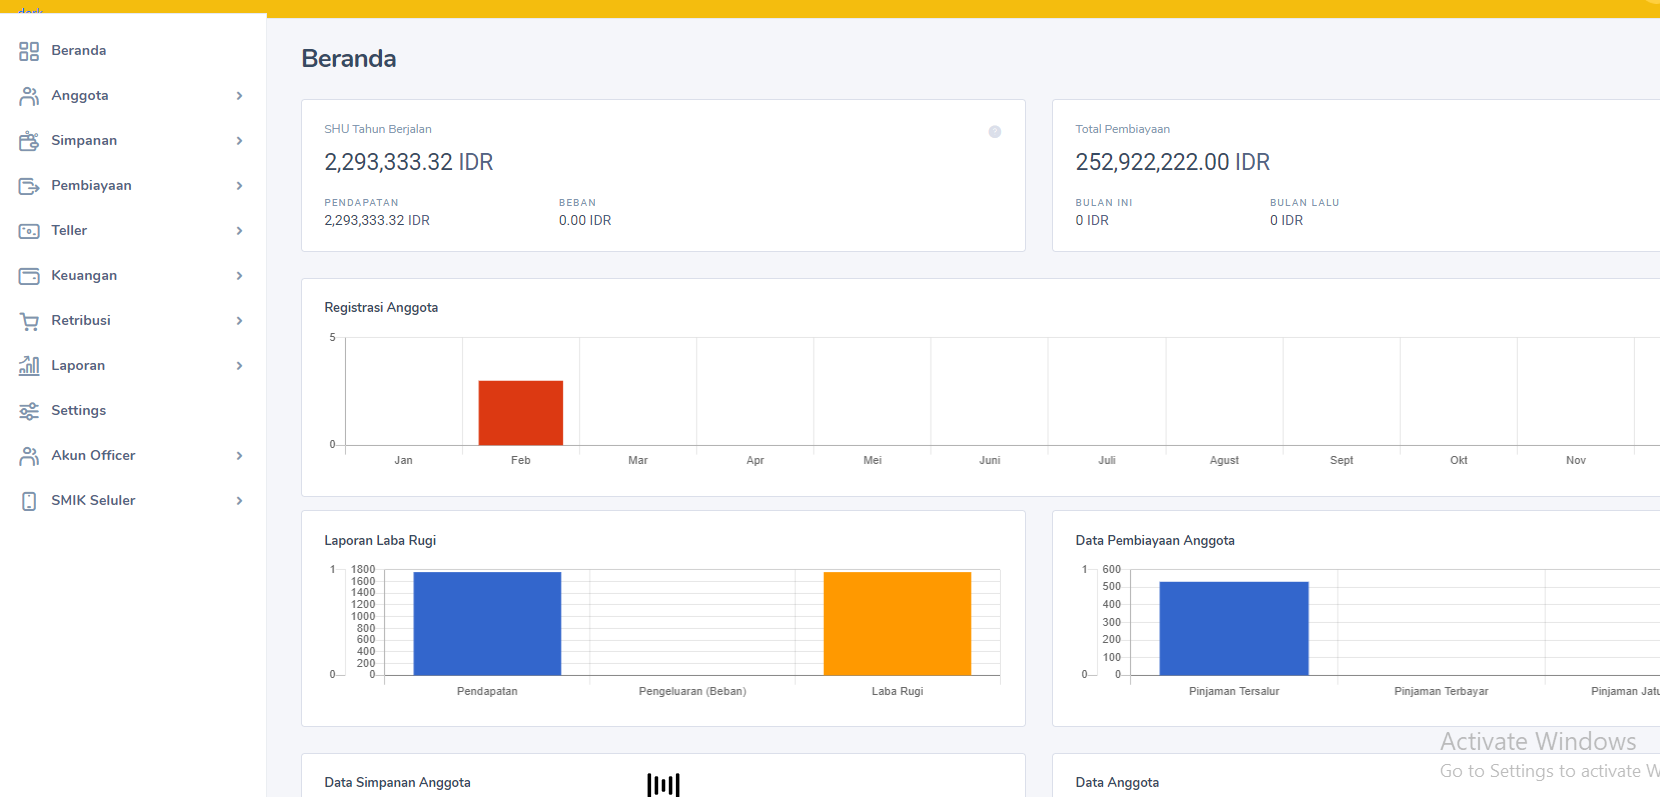 dark
Beranda
Anggota
Simpanan
Pembiayaan
Teller
Keuangan
Retribusi
Laporan
Settings
Akun Officer
SMIK Seluler
Beranda
SHU Tahun Berjalan
2,293,333.32 IDR
PENDAPATAN BEBAN
2,293,333.32 IDR 0.00 IDR
Total Pembiayaan
252,922,222.00 IDR
BULAN INI BULAN LALU
0 IDR 0 IDR
Registrasi Anggota
5
0
Jan Feb Mar Apr Mei Juni Juli Agust Sept Okt Nov
Laporan Laba Rugi
1 1800
1600
1400
1200
1000
800
600
400
200
0 0
Pendapatan Pengeluaran (Beban) Laba Rugi
Data Pembiayaan Anggota
1 600
500
400
300
200
100
0 0
Pinjaman Tersalur Pinjaman Terbayar Pinjaman Jatu
Data Simpanan Anggota
Data Anggota
Activate Windows
Go to Settings to activate W